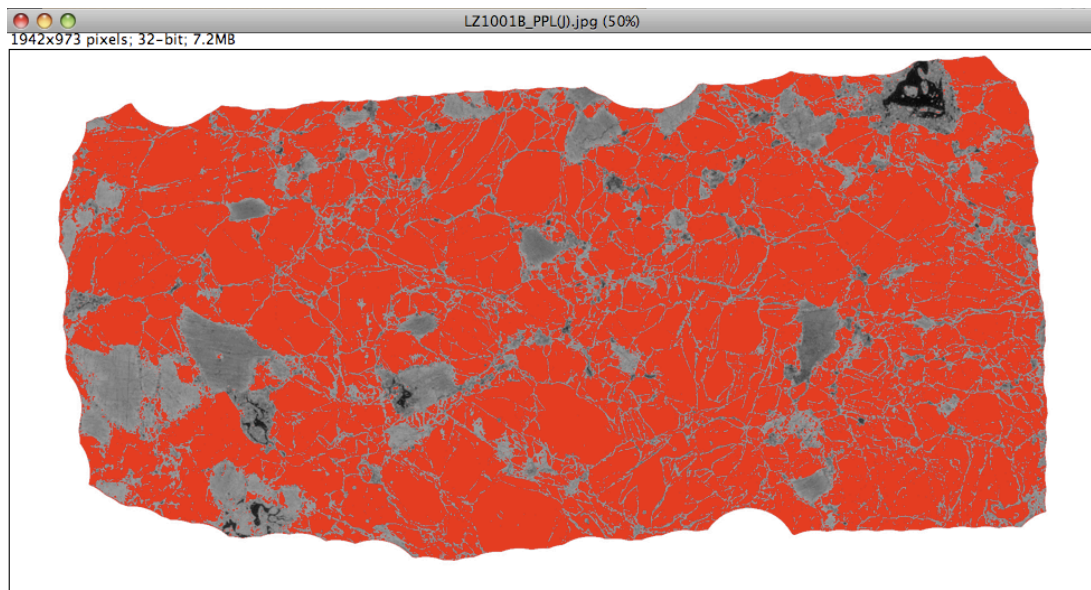 LZ1001B_PPL(J).jpg (50%)
1942x973 pixels; 32-bit; 7.2MB